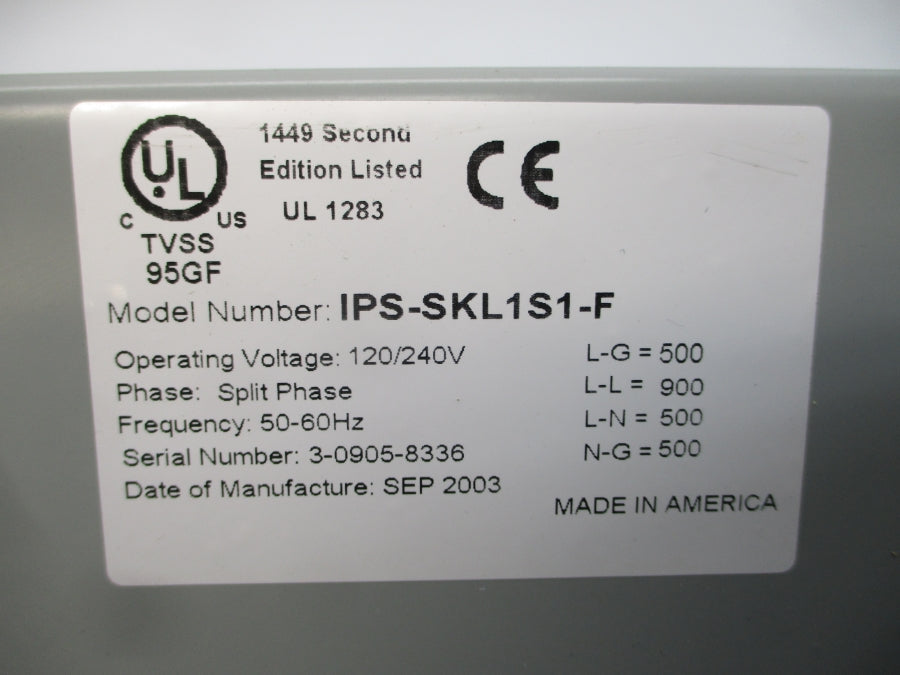 UL
C US
TVSS
95GF
1449 Second
Edition Listed
UL 1283
CE
Model Number: IPS-SKL1S1-F
Operating Voltage: 120/240V
Phase: Split Phase
Frequency: 50-60Hz
Serial Number: 3-0905-8336
Date of Manufacture: SEP 2003
L-G = 500
L-L = 900
L-N = 500
N-G = 500
MADE IN AMERICA